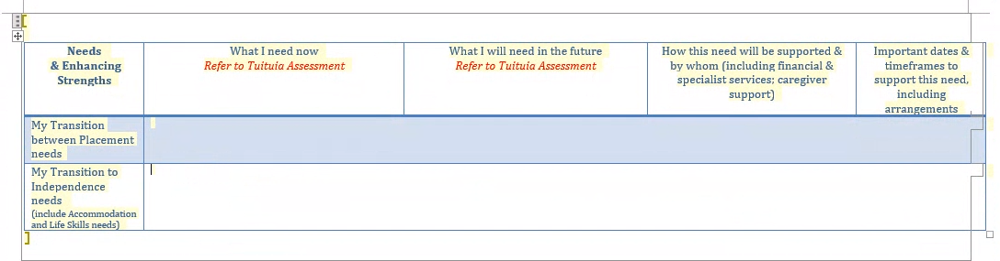 [
Needs
& Enhancing
Strengths
What I need now
Refer to Tuituia Assessment
What I will need in the future
Refer to Tuituia Assessment
How this need will be supported &
by whom (including financial &
specialist services; caregiver
support)
Important dates &
timeframes to
support this need,
including
arrangements
My Transition
between Placement
needs
My Transition to
Independence
needs
(include Accommodation
and Life Skills needs)
]